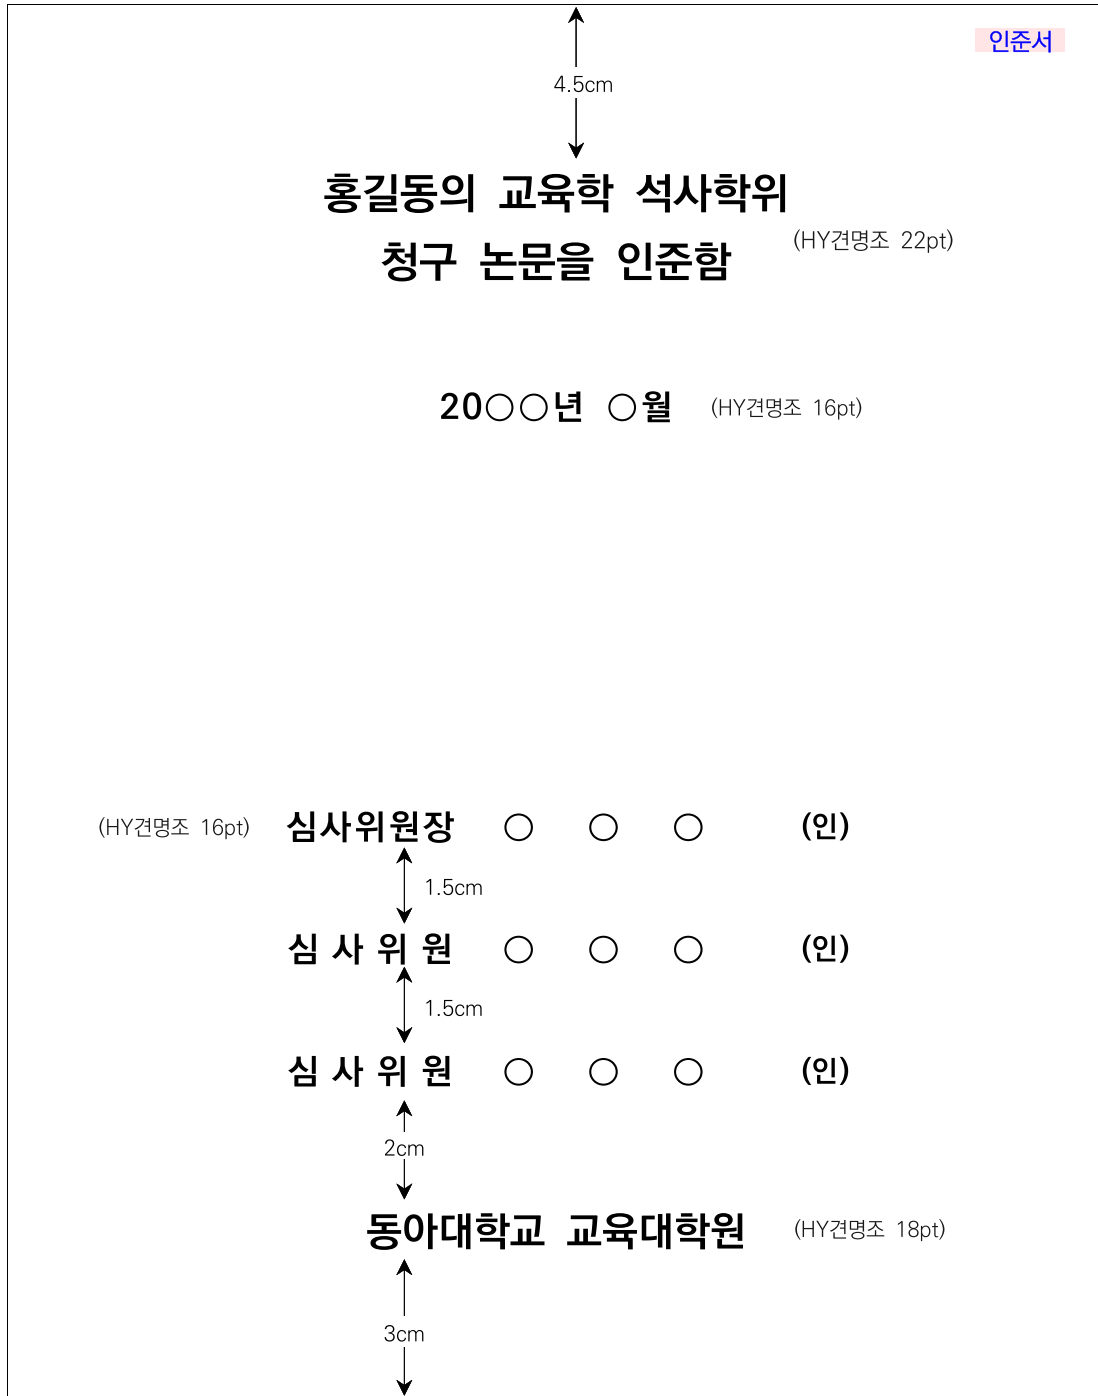 인준서
4.5cm
홍길동의 교육학 석사학위
청구 논문을 인준함 (HY견명조 22pt)
20○○년 ○월 (HY견명조 16pt)
(HY견명조 16pt) 심사위원장 ○ ○ ○ (인)
1.5cm
심 사 위 원 ○ ○ ○ (인)
1.5cm
심 사 위 원 ○ ○ ○ (인)
2cm
동아대학교 교육대학원 (HY견명조 18pt)
3cm